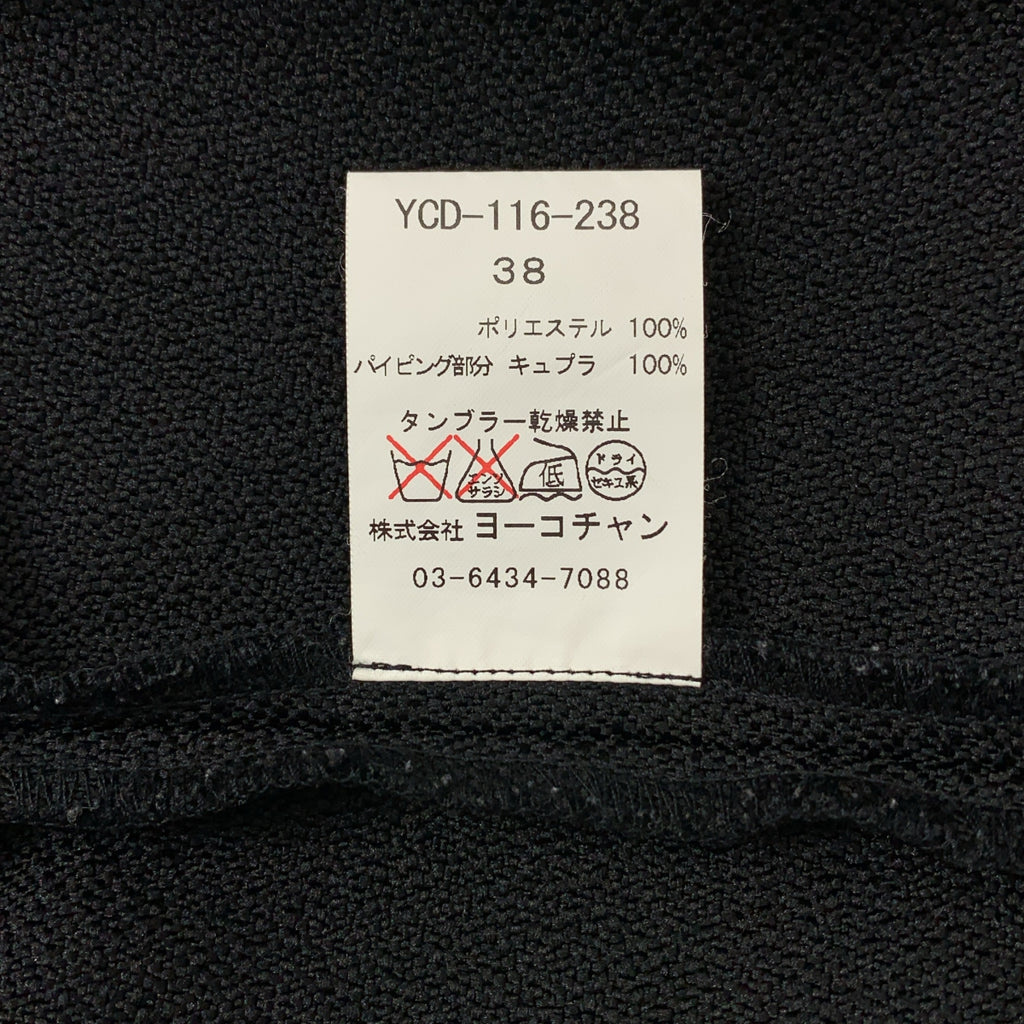 YCD-116-238
38
ポリエステル 100%
パイピング部分 キュプラ 100%
タンブラー乾燥禁止
エンソ
サラシ
低
ドライ
セキユ系
株式会社 ヨーコチャン
03-6434-7088